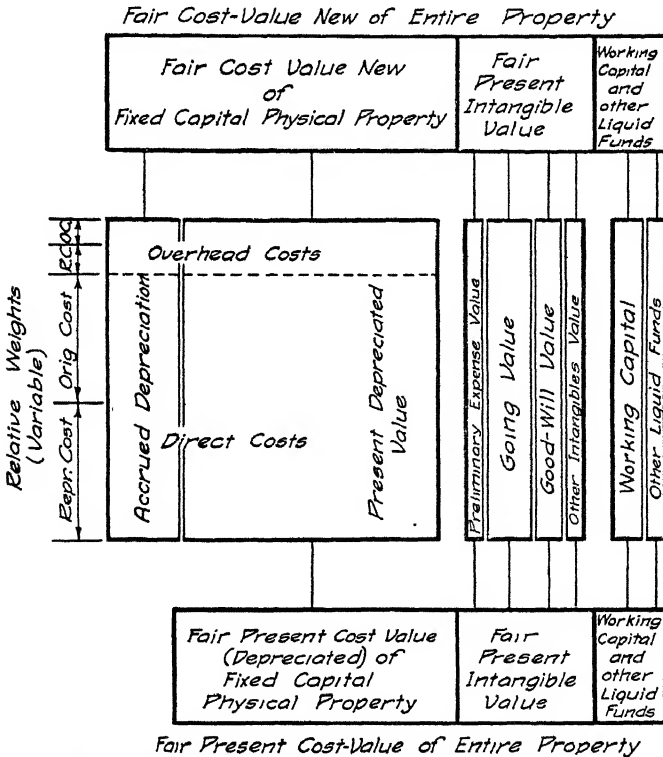 Fair Cost-Value New of Entire Property
Fair Cost Value New
of
Fixed Capital Physical Property
Fair
Present
Intangible
Value
Working
Capital
and
other
Liquid
Funds
Relative Weights
(Variable)
R.C.
O.C.
Orig Cost
Repr. Cost
Overhead Costs
Direct Costs
Accrued Depreciation
Present Depreciated
Value
Preliminary Expense Value
Going Value
Good-Will Value
Other Intangibles Value
Working Capital
Other Liquid Funds
Fair Present Cost Value
(Depreciated) of
Fixed Capital
Physical Property
Fair
Present
Intangible
Value
Working
Capital
and
other
Liquid
Funds
Fair Present Cost-Value of Entire Property